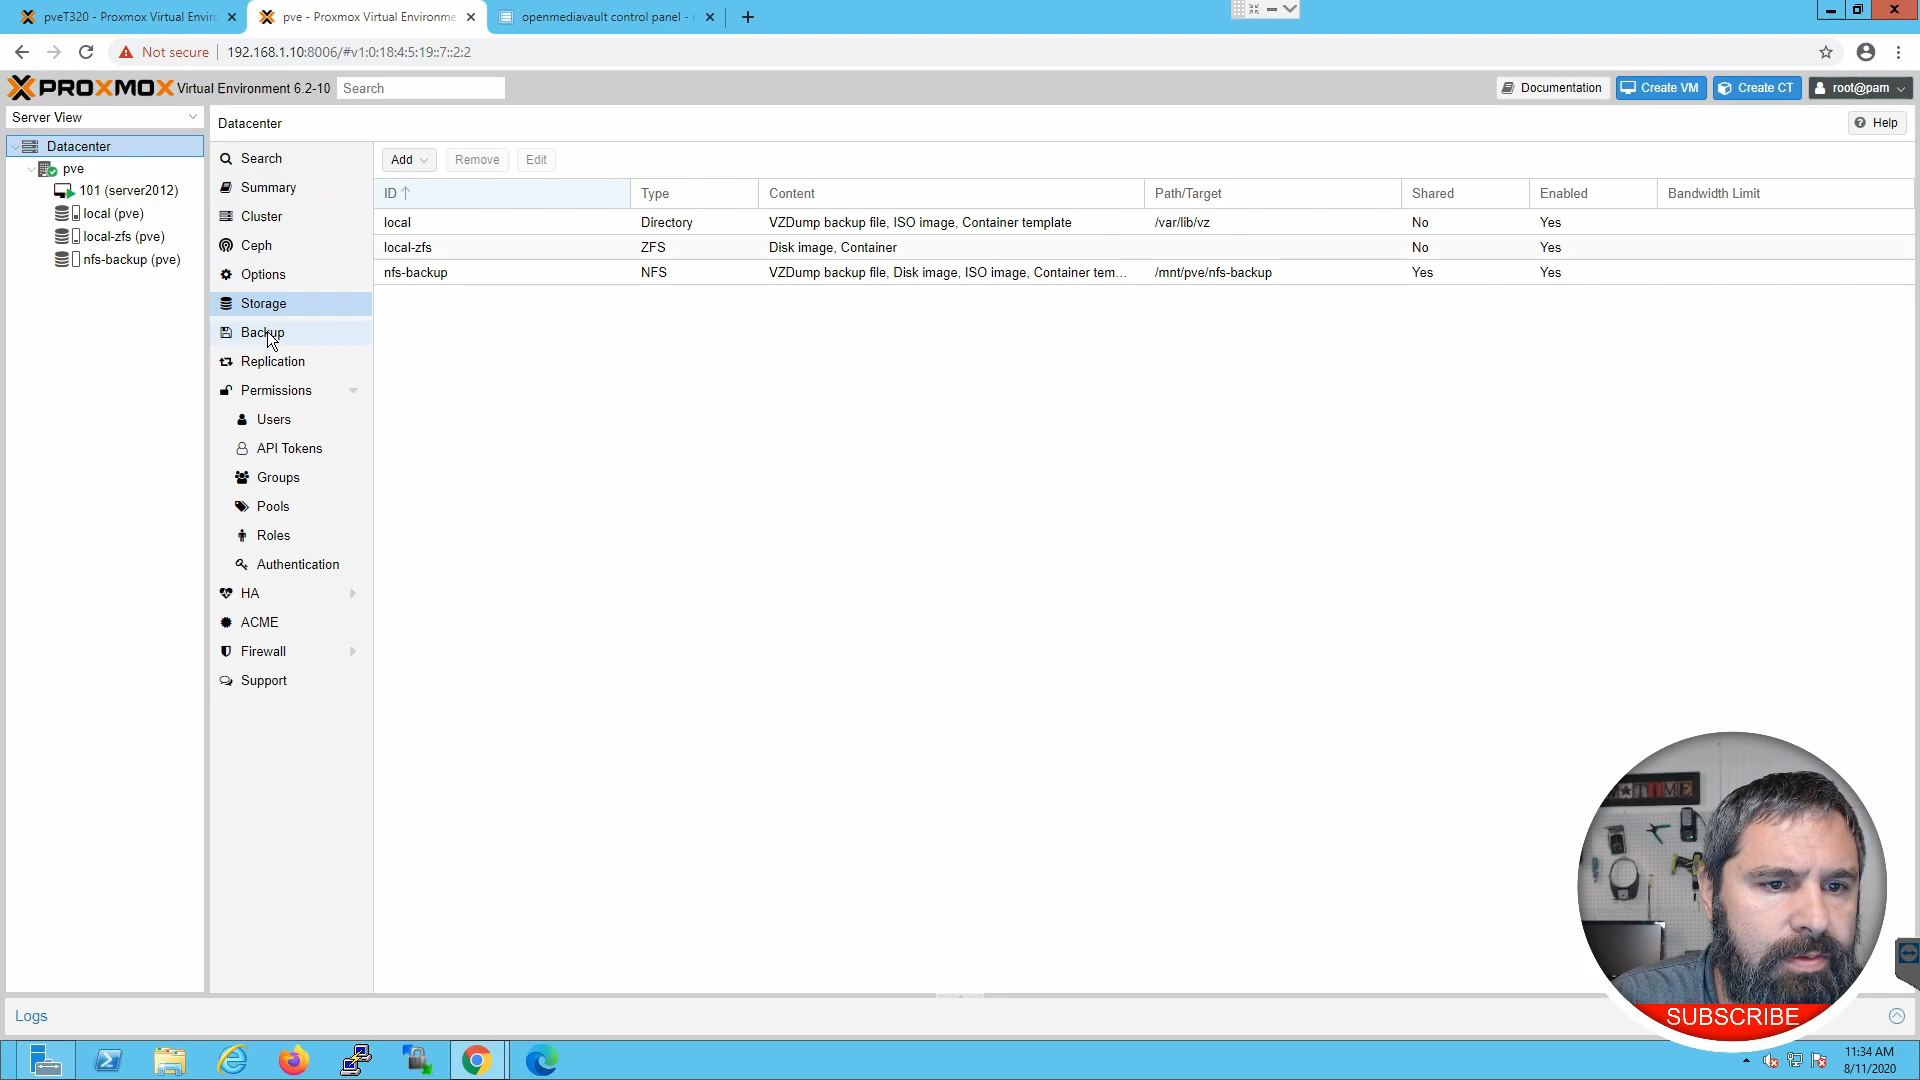 pveT320 - Proxmox Virtual Enviro
pve - Proxmox Virtual Environme
openmediavault control panel -
Not secure
192.168.1.10:8006/#v1:0:18:4:5:19::7::2:2
PROXMOX Virtual Environment 6.2-10
Search
Documentation
Create VM
Create CT
root@pam
Server View
Datacenter
Help
Datacenter
pve
101 (server2012)
local (pve)
local-zfs (pve)
nfs-backup (pve)
Search
Summary
Cluster
Ceph
Options
Storage
Backup
Replication
Permissions
Users
API Tokens
Groups
Pools
Roles
Authentication
HA
ACME
Firewall
Support
Add
Remove
Edit
ID Type Content Path/Target Shared Enabled Bandwidth Limit
local Directory VZDump backup file, ISO image, Container template /var/lib/vz No Yes
local-zfs ZFS Disk image, Container No Yes
nfs-backup NFS VZDump backup file, Disk image, ISO image, Container tem... /mnt/pve/nfs-backup Yes Yes
Logs
SUBSCRIBE
11:34 AM
8/11/2020